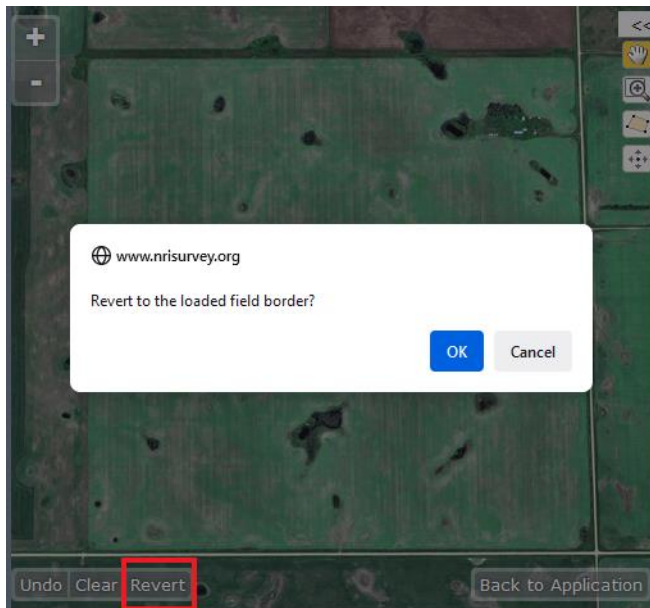 +
<<
-
www.nrisurvey.org
Revert to the loaded field border?
OK Cancel
Undo Clear Revert Back to Application